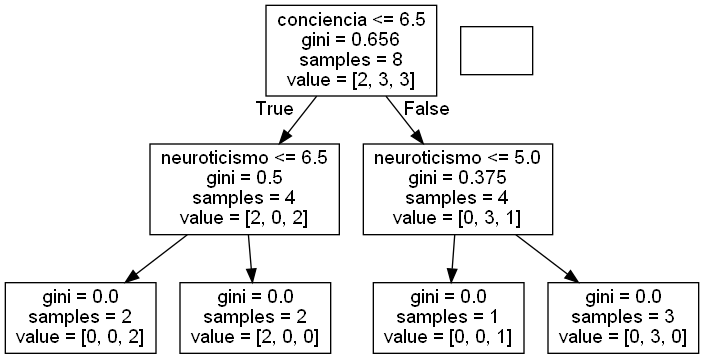 conciencia <= 6.5
gini = 0.656
samples = 8
value = [2, 3, 3]
True
False
neuroticismo <= 6.5
gini = 0.5
samples = 4
value = [2, 0, 2]
neuroticismo <= 5.0
gini = 0.375
samples = 4
value = [0, 3, 1]
gini = 0.0
samples = 2
value = [0, 0, 2]
gini = 0.0
samples = 2
value = [2, 0, 0]
gini = 0.0
samples = 1
value = [0, 0, 1]
gini = 0.0
samples = 3
value = [0, 3, 0]